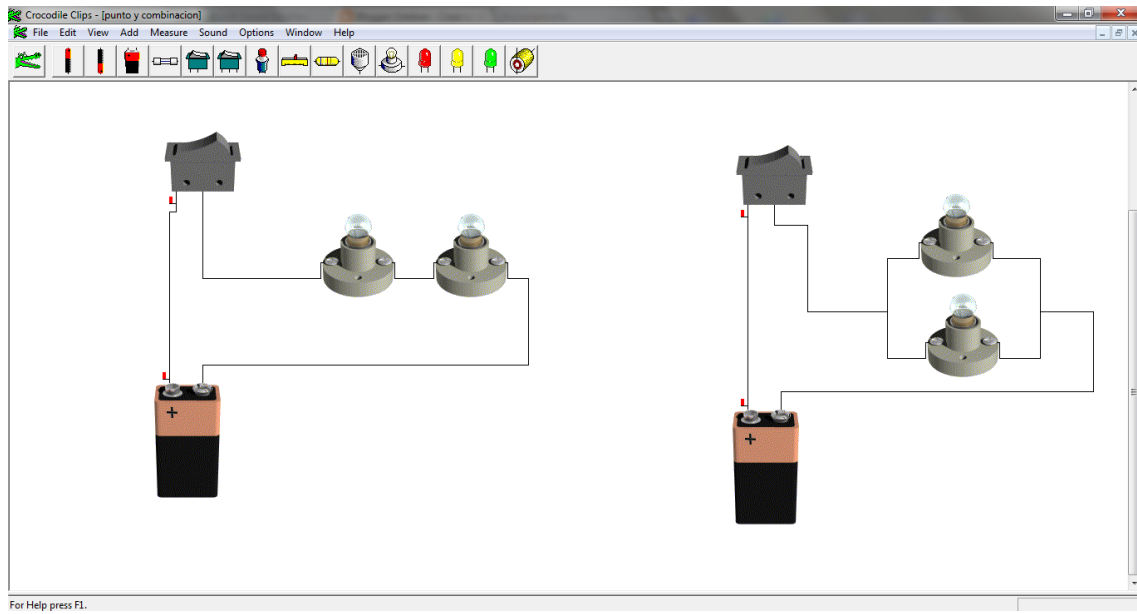 Crocodile Clips - [punto y combinacion]
File Edit View Add Measure Sound Options Window Help
+
+
For Help press F1.